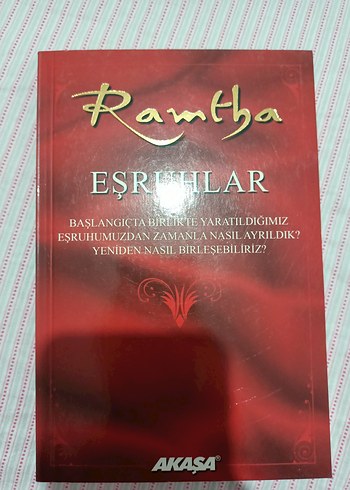 Ramtha
EŞRUHLAR
BAŞLANGIÇTA BİRLİKTE YARATILDIĞIMIZ
EŞRUHUMUZDAN ZAMANLA NASIL AYRILDIK?
YENİDEN NASIL BİRLEŞEBİLİRİZ?
AKAŞA